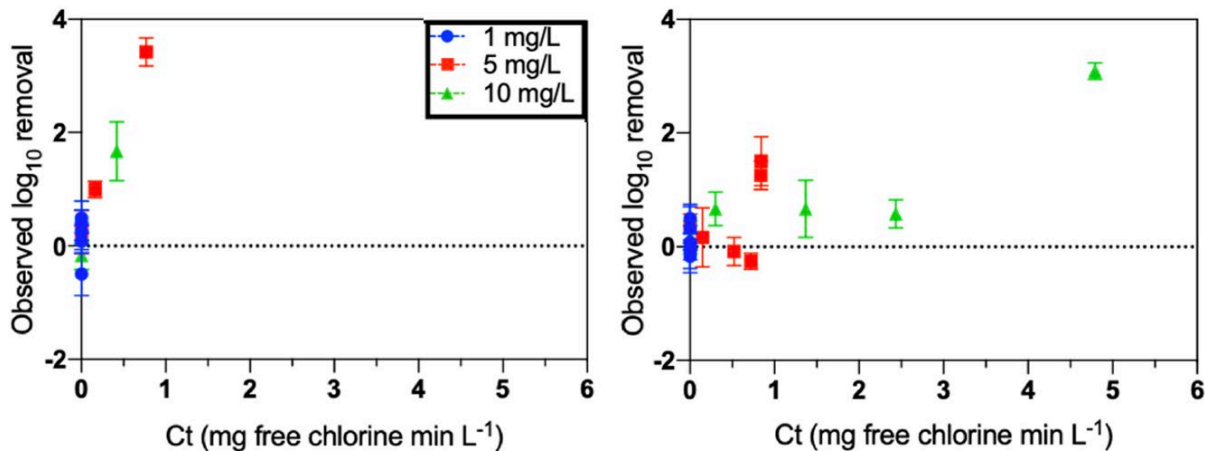 Observed log₁₀ removal
4
2
0
-2
0 1 2 3 4 5 6
Ct (mg free chlorine min L⁻¹)
1 mg/L
5 mg/L
10 mg/L
Observed log₁₀ removal
4
2
0
-2
0 1 2 3 4 5 6
Ct (mg free chlorine min L⁻¹)